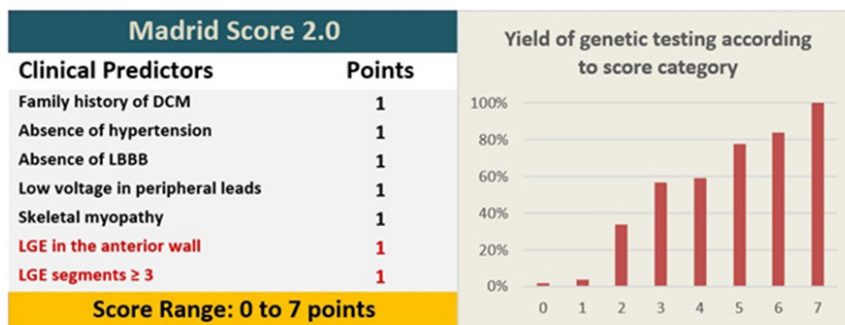 Madrid Score 2.0
Clinical Predictors Points
Family history of DCM 1
Absence of hypertension 1
Absence of LBBB 1
Low voltage in peripheral leads 1
Skeletal myopathy 1
LGE in the anterior wall 1
LGE segments ≥ 3 1
Score Range: 0 to 7 points
Yield of genetic testing according
to score category
100%
80%
60%
40%
20%
0%
0 1 2 3 4 5 6 7